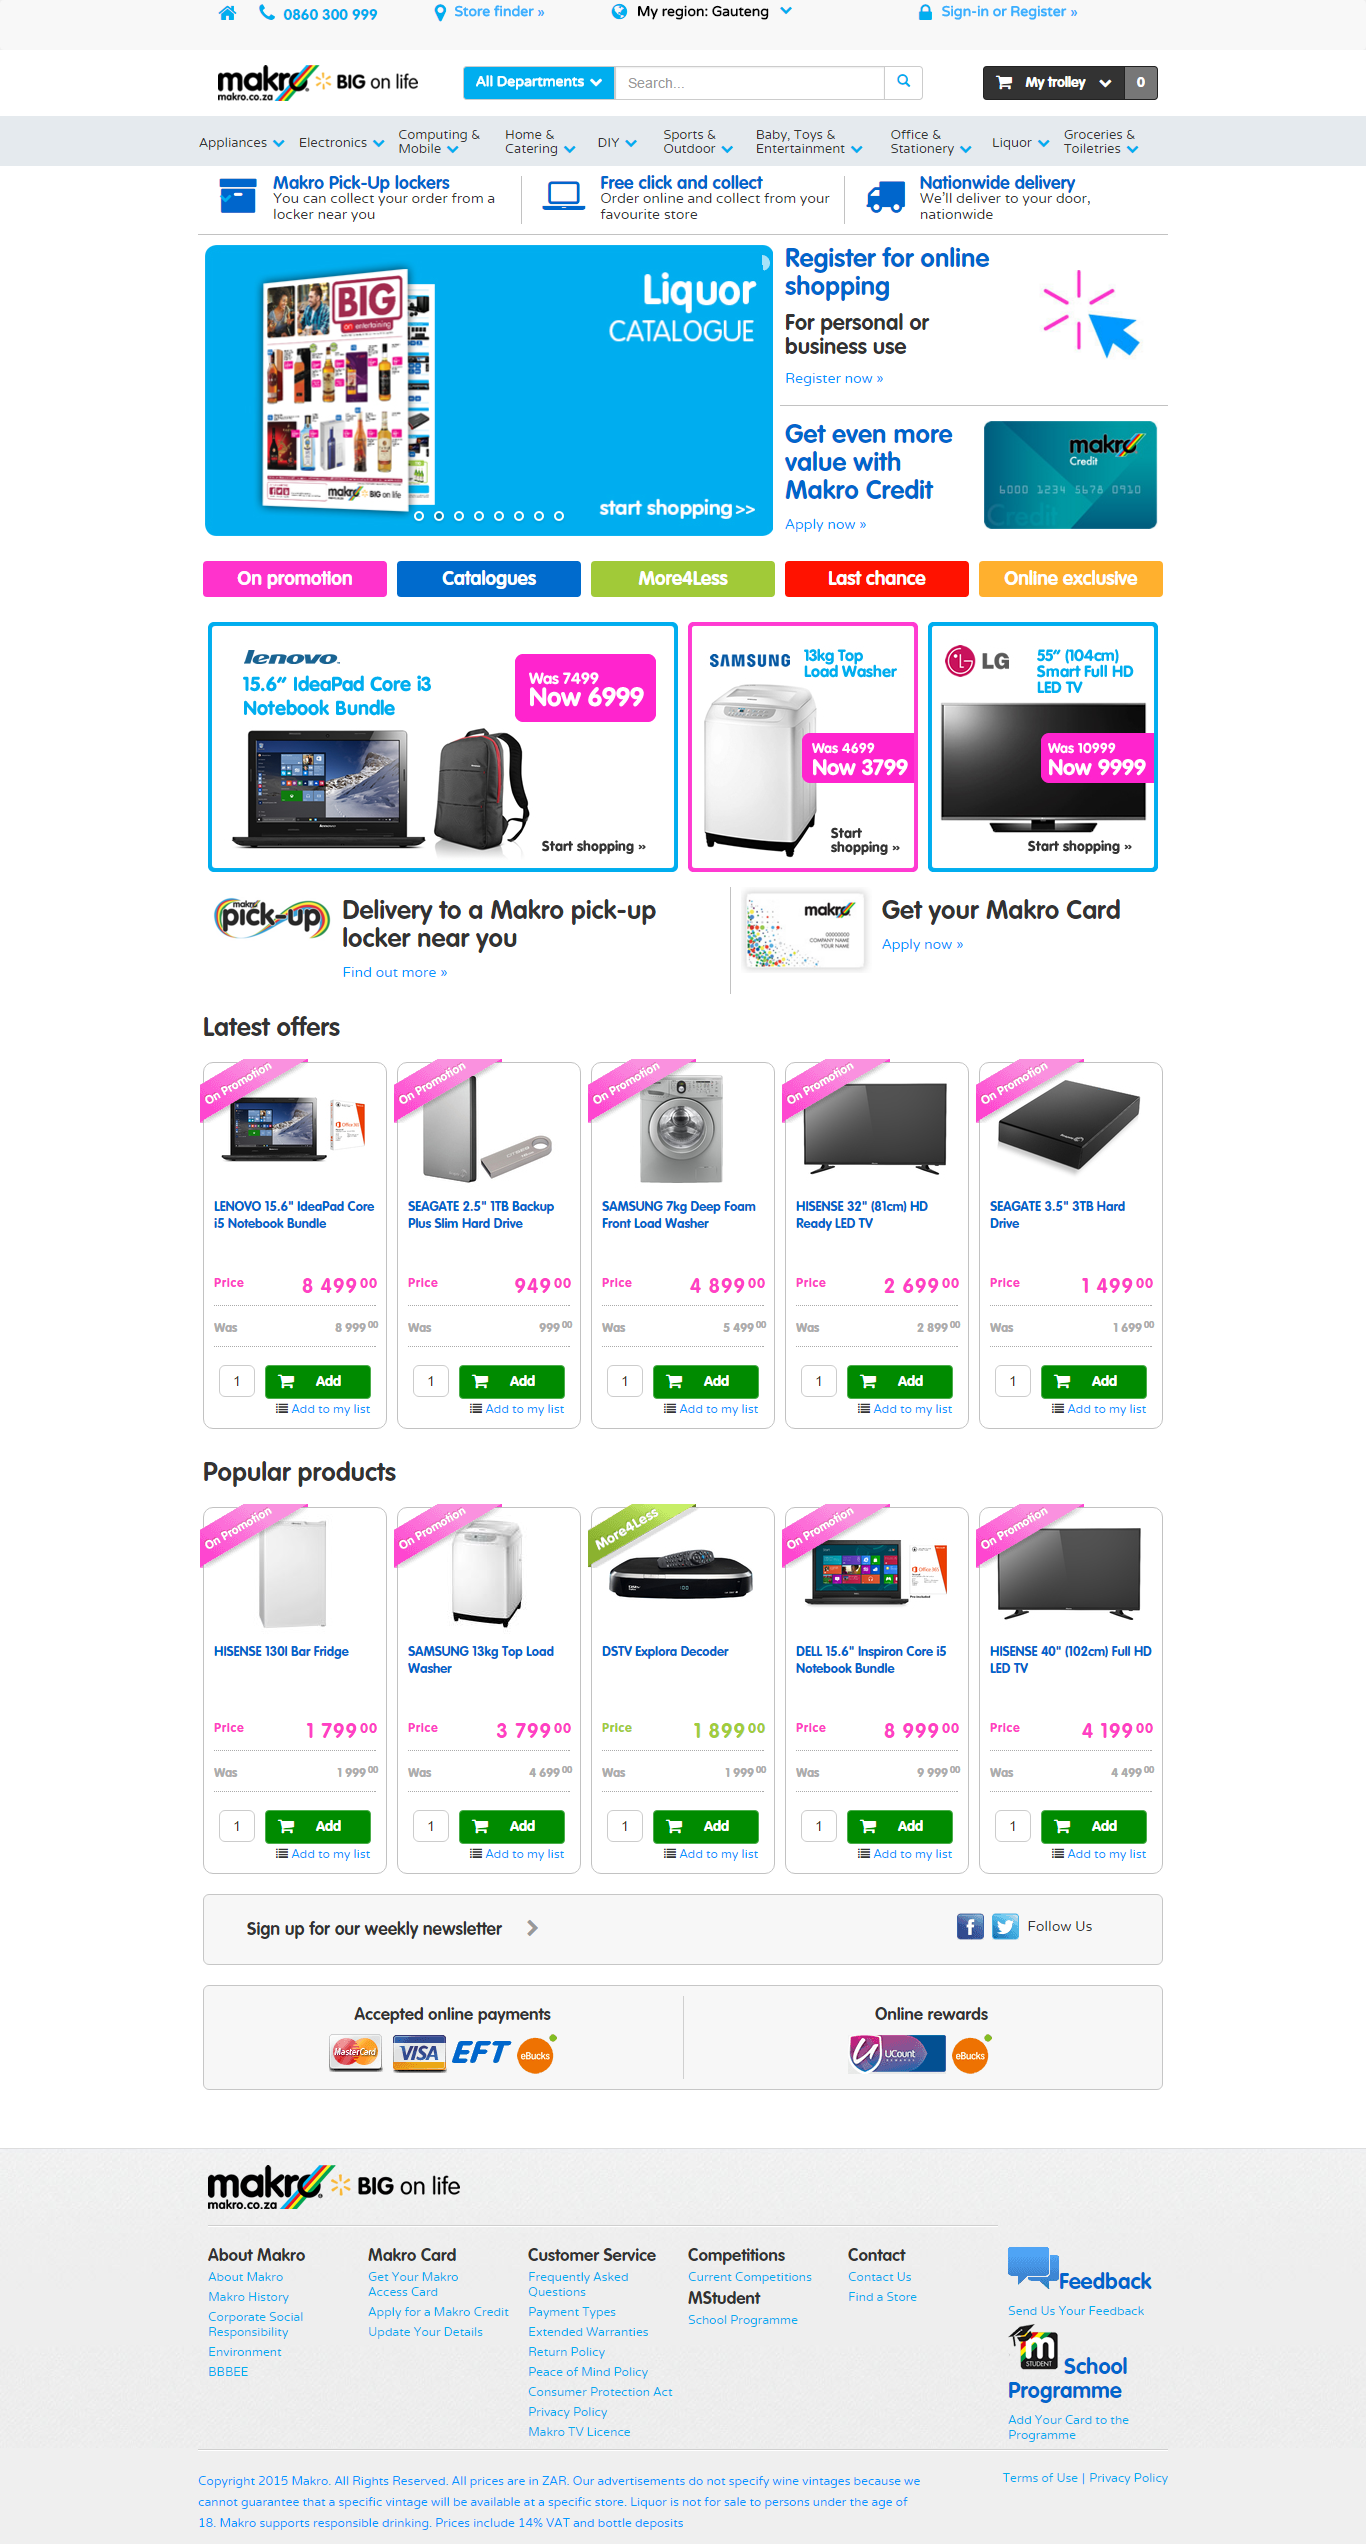 0860 300 999
Store finder »
My region: Gauteng
Sign-in or Register »
makro
makro.co.za
BIG on life
All Departments
Search...
My trolley
0
Appliances
Electronics
Computing &
Mobile
Home &
Catering
DIY
Sports &
Outdoor
Baby, Toys &
Entertainment
Office &
Stationery
Liquor
Groceries &
Toiletries
Makro Pick-Up lockers
You can collect your order from a
locker near you
Free click and collect
Order online and collect from your
favourite store
Nationwide delivery
We'll deliver to your door,
nationwide
BIG
on entertaining
makro BIG on life
Liquor
CATALOGUE
start shopping>>
Register for online
shopping
For personal or
business use
Register now »
Get even more
value with
Makro Credit
Apply now »
makro
Credit
6000 1234 5678 0910
Credit
On promotion
Catalogues
More4Less
Last chance
Online exclusive
lenovo
15.6” IdeaPad Core i3
Notebook Bundle
Was 7499
Now 6999
Start shopping »
SAMSUNG
13kg Top
Load Washer
Was 4699
Now 3799
Start
shopping »
LG
55” (104cm)
Smart Full HD
LED TV
Was 10999
Now 9999
Start shopping »
makro
pick-up
Delivery to a Makro pick-up
locker near you
Find out more »
makro
00000000
COMPANY NAME
YOUR NAME
Get your Makro Card
Apply now »
Latest offers
On Promotion
On Promotion
On Promotion
On Promotion
On Promotion
LENOVO 15.6" IdeaPad Core
i5 Notebook Bundle
SEAGATE 2.5" 1TB Backup
Plus Slim Hard Drive
SAMSUNG 7kg Deep Foam
Front Load Washer
HISENSE 32" (81cm) HD
Ready LED TV
SEAGATE 3.5" 3TB Hard
Drive
Price 8 499 00
Price 949 00
Price 4 899 00
Price 2 699 00
Price 1 499 00
Was 8 999 00
Was 999 00
Was 5 499 00
Was 2 899 00
Was 1 699 00
1 Add
1 Add
1 Add
1 Add
1 Add
Add to my list
Add to my list
Add to my list
Add to my list
Add to my list
Popular products
On Promotion
On Promotion
More4Less
On Promotion
On Promotion
HISENSE 130l Bar Fridge
SAMSUNG 13kg Top Load
Washer
DSTV Explora Decoder
DELL 15.6" Inspiron Core i5
Notebook Bundle
HISENSE 40" (102cm) Full HD
LED TV
Price 1 799 00
Price 3 799 00
Price 1 899 00
Price 8 999 00
Price 4 199 00
Was 1 999 00
Was 4 699 00
Was 1 999 00
Was 9 999 00
Was 4 499 00
1 Add
1 Add
1 Add
1 Add
1 Add
Add to my list
Add to my list
Add to my list
Add to my list
Add to my list
Sign up for our weekly newsletter
Follow Us
Accepted online payments
MasterCard
VISA
EFT
eBucks
Online rewards
UCount
REWARDS
eBucks
makro
makro.co.za
BIG on life
About Makro
About Makro
Makro History
Corporate Social
Responsibility
Environment
BBBEE
Makro Card
Get Your Makro
Access Card
Apply for a Makro Credit
Update Your Details
Customer Service
Frequently Asked
Questions
Payment Types
Extended Warranties
Return Policy
Peace of Mind Policy
Consumer Protection Act
Privacy Policy
Makro TV Licence
Competitions
Current Competitions
MStudent
School Programme
Contact
Contact Us
Find a Store
Feedback
Send Us Your Feedback
m
STUDENT
School
Programme
Add Your Card to the
Programme
Copyright 2015 Makro. All Rights Reserved. All prices are in ZAR. Our advertisements do not specify wine vintages because we
cannot guarantee that a specific vintage will be available at a specific store. Liquor is not for sale to persons under the age of
18. Makro supports responsible drinking. Prices include 14% VAT and bottle deposits
Terms of Use | Privacy Policy